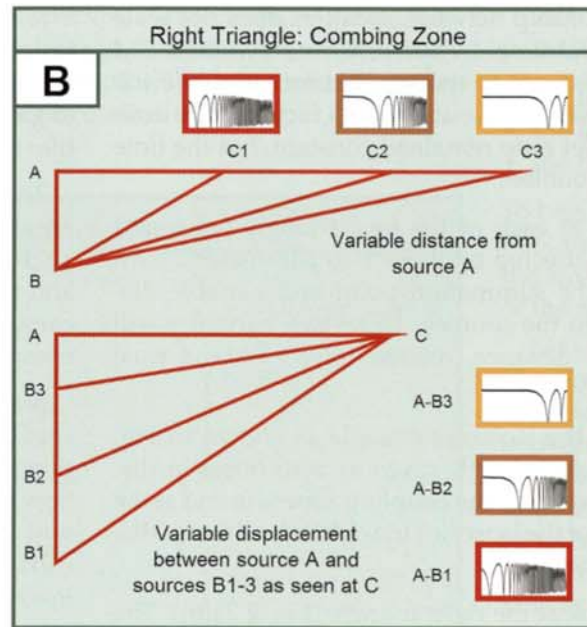 Right Triangle: Combing Zone
B
C1 C2 C3
A
B
Variable distance from
source A
A
C
B3
B2
B1
A-B3
A-B2
A-B1
Variable displacement
between source A and
sources B1-3 as seen at C